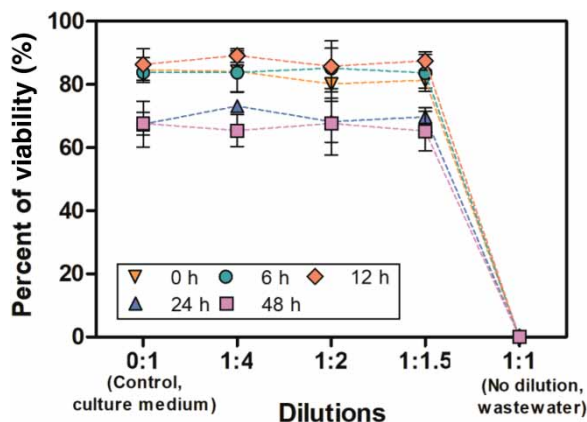 Percent of viability (%)
100
80
60
40
20
0
0 h 6 h 12 h
24 h 48 h
0:1 1:4 1:2 1:1.5 1:1
(Control, culture medium)
(No dilution, wastewater)
Dilutions